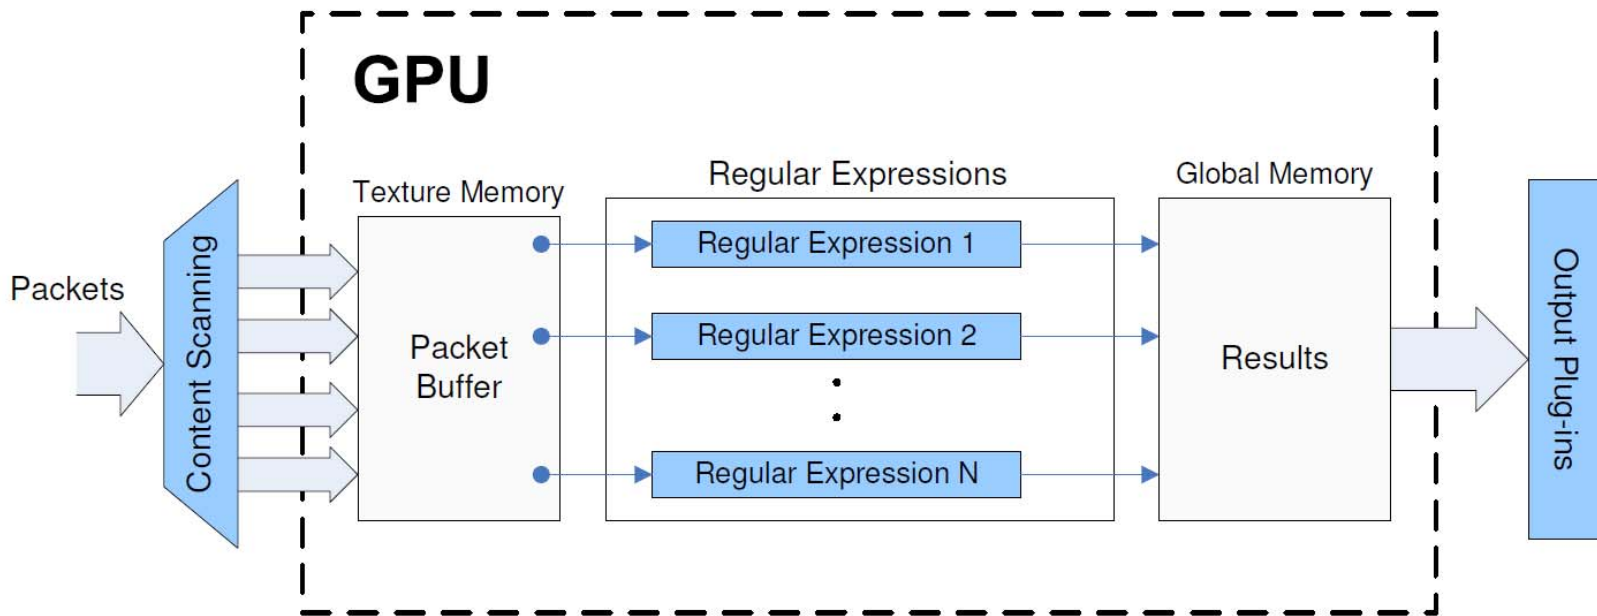 GPU
Packets
Content Scanning
Texture Memory
Packet
Buffer
Regular Expressions
Regular Expression 1
Regular Expression 2
Regular Expression N
Global Memory
Results
Output Plug-ins